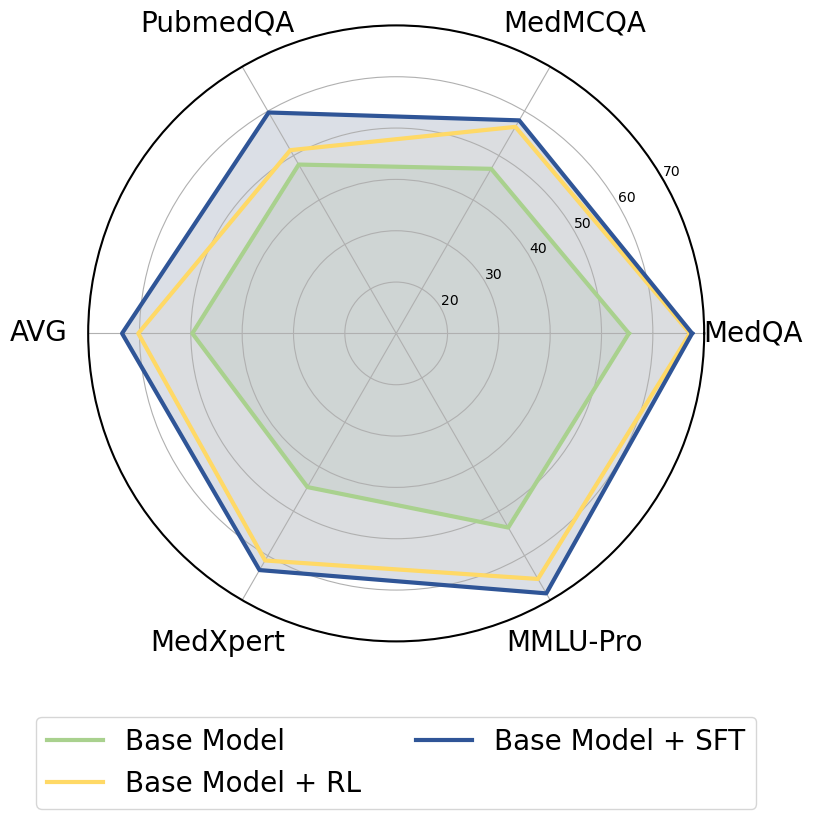 PubmedQA
MedMCQA
70
60
50
40
30
20
AVG
MedQA
MedXpert
MMLU-Pro
Base Model
Base Model + SFT
Base Model + RL